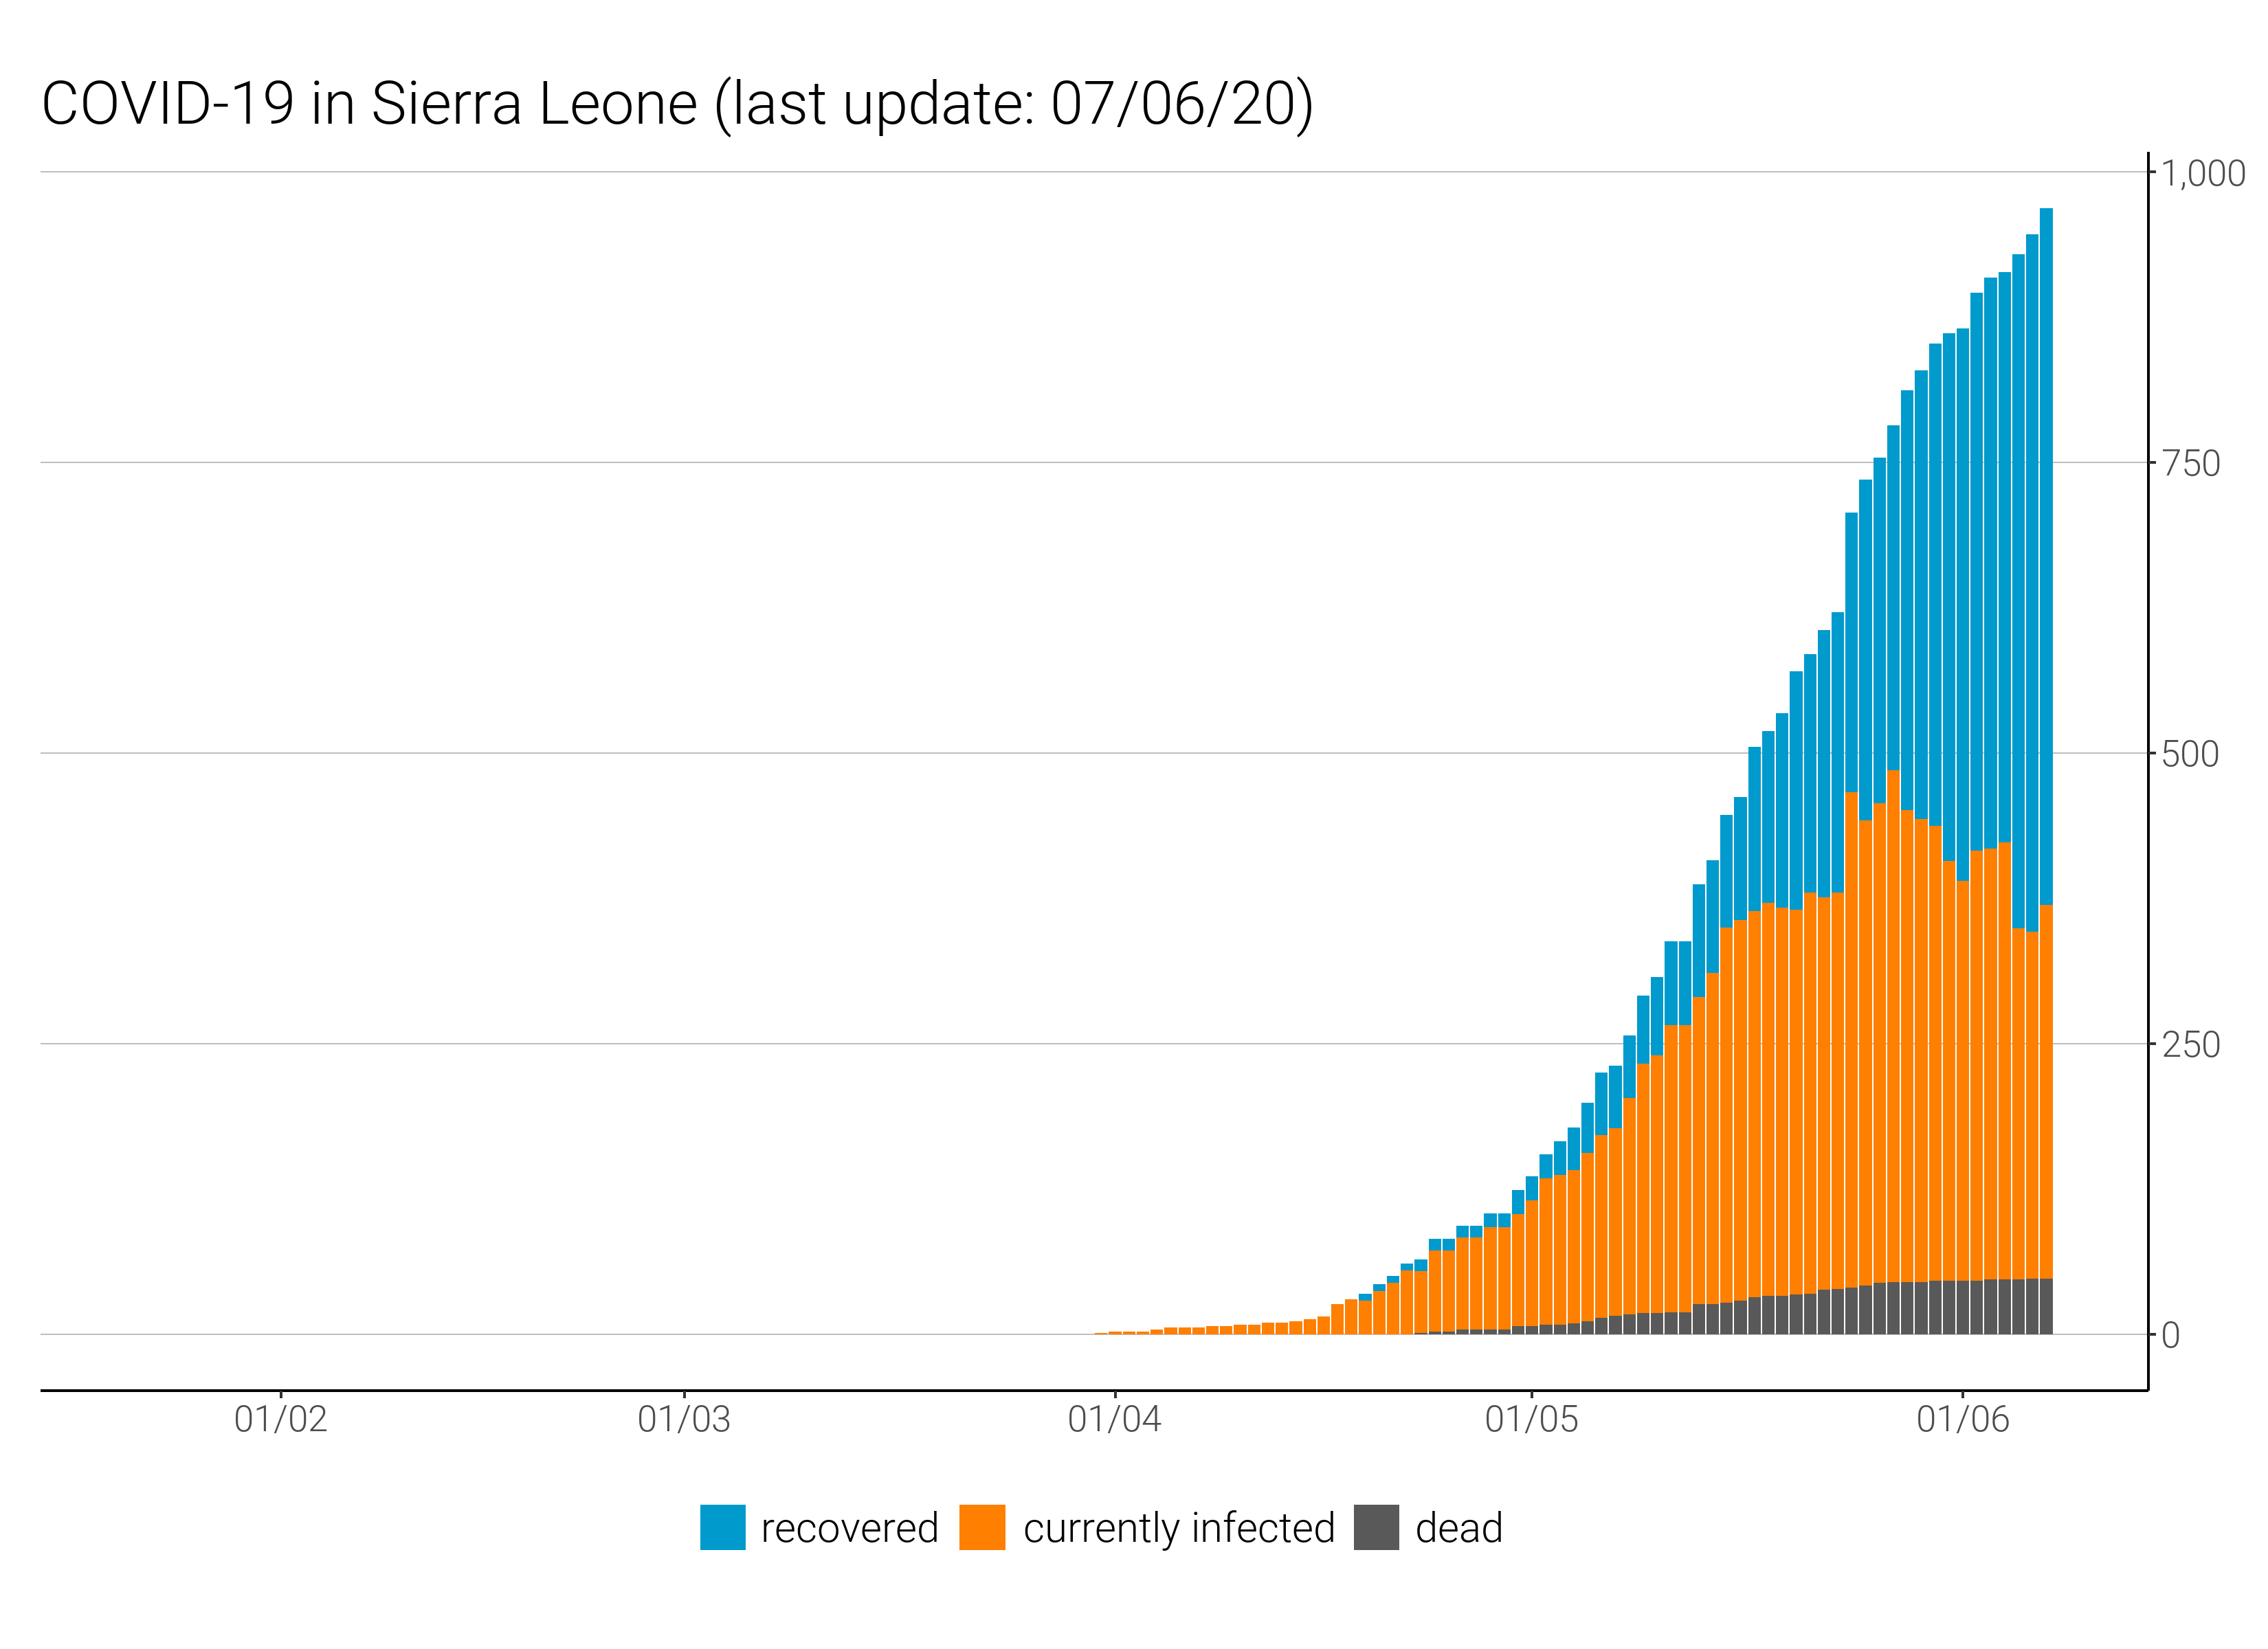 COVID-19 in Sierra Leone (last update: 07/06/20)
1,000
750
500
250
0
01/02 01/03 01/04 01/05 01/06
recovered currently infected dead